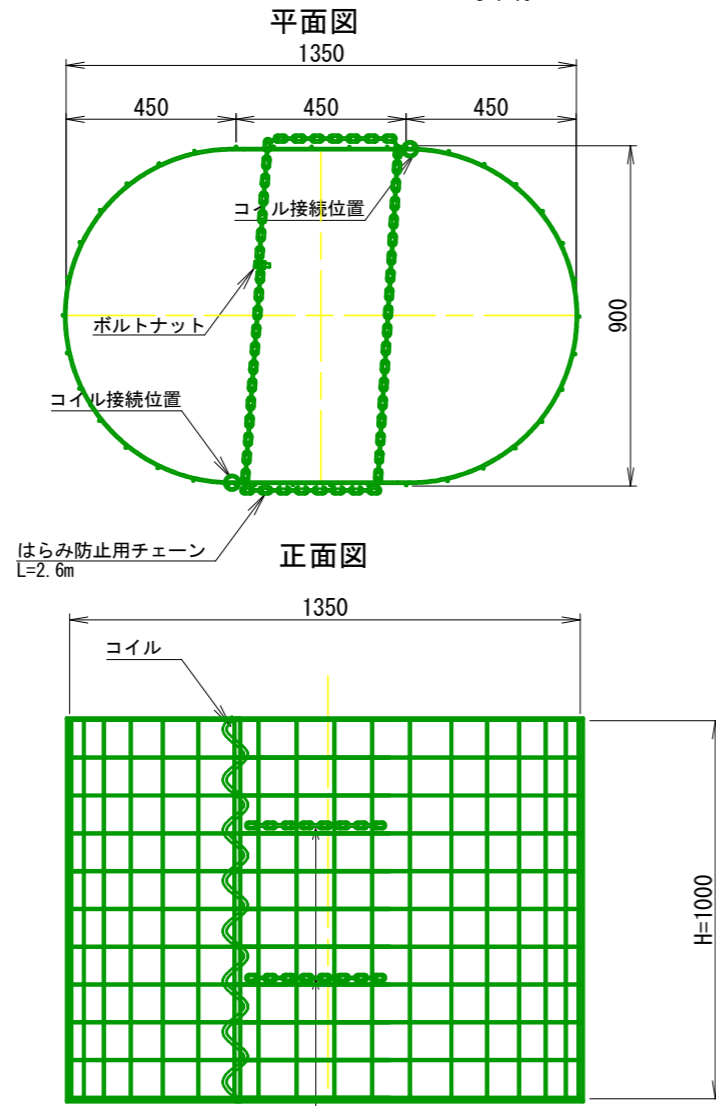 平面図
1350
450
450
450
コイル接続位置
ボルトナット
900
コイル接続位置
はらみ防止用チェーン
L=2.6m
正面図
1350
コイル
H=1000